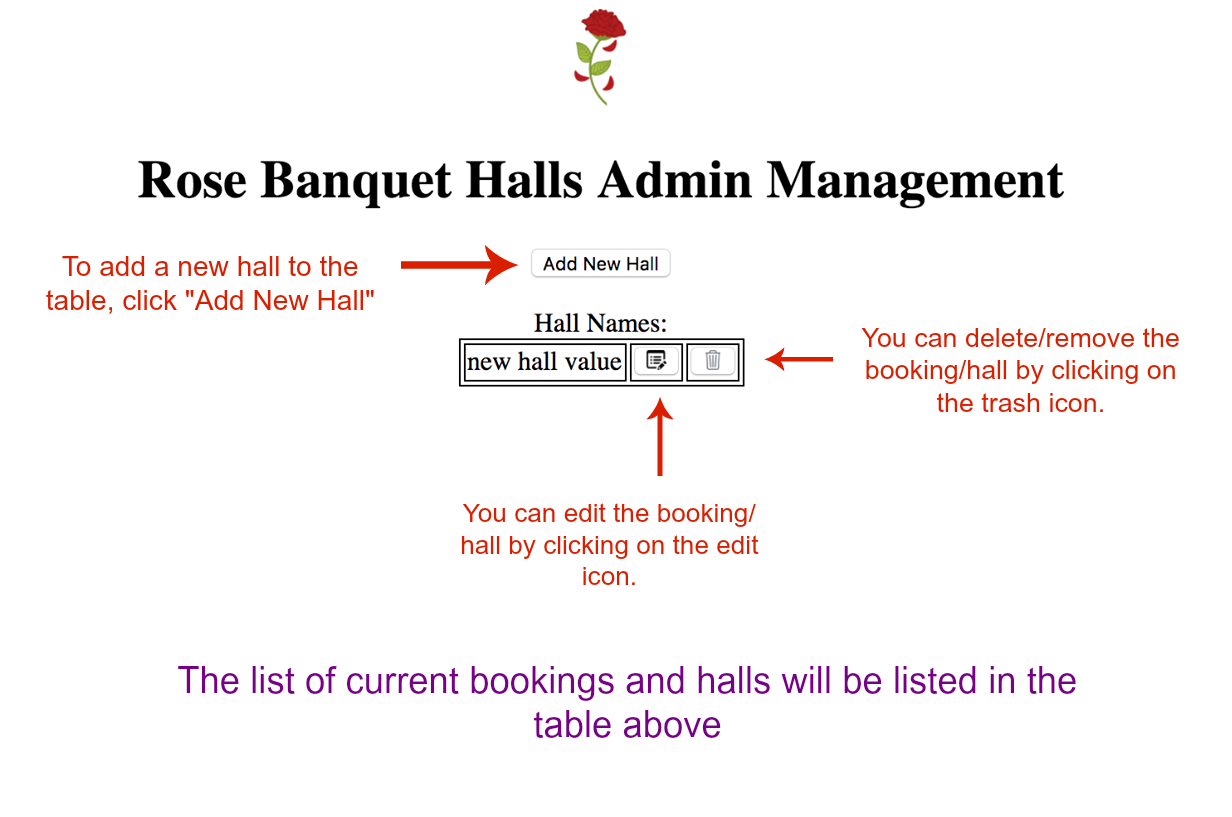 Rose Banquet Halls Admin Management
To add a new hall to the
table, click "Add New Hall"
Add New Hall
Hall Names:
new hall value
You can delete/remove the
booking/hall by clicking on
the trash icon.
You can edit the booking/
hall by clicking on the edit
icon.
The list of current bookings and halls will be listed in the
table above